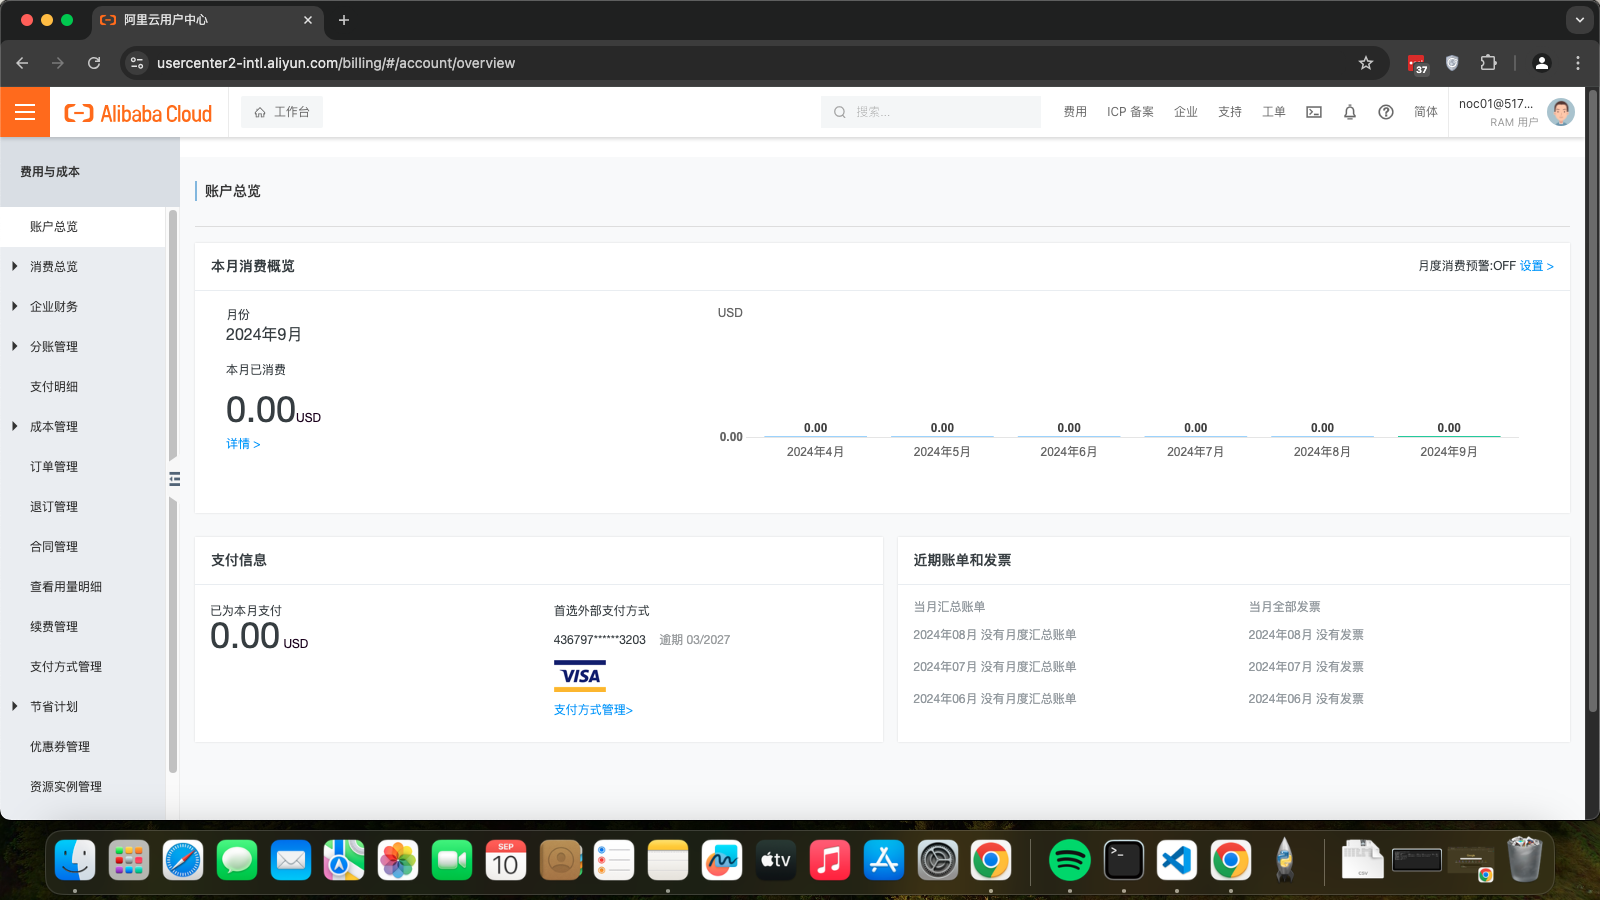 阿里云用户中心
usercenter2-intl.aliyun.com/billing/#/account/overview
37
Alibaba Cloud
工作台
搜索...
费用
ICP 备案
企业
支持
工单
简体
noc01@517...
RAM 用户
费用与成本
账户总览
消费总览
企业财务
分账管理
支付明细
成本管理
订单管理
退订管理
合同管理
查看用量明细
续费管理
支付方式管理
节省计划
优惠券管理
资源实例管理
账户总览
本月消费概览
月度消费预警:OFF 设置 >
月份
2024年9月
本月已消费
0.00USD
详情 >
USD
0.00
0.00 0.00 0.00 0.00 0.00 0.00
2024年4月 2024年5月 2024年6月 2024年7月 2024年8月 2024年9月
支付信息
已为本月支付
0.00 USD
首选外部支付方式
436797******3203 逾期 03/2027
VISA
支付方式管理>
近期账单和发票
当月汇总账单
2024年08月 没有月度汇总账单
2024年07月 没有月度汇总账单
2024年06月 没有月度汇总账单
当月全部发票
2024年08月 没有发票
2024年07月 没有发票
2024年06月 没有发票
SEP
10
tv
CSV